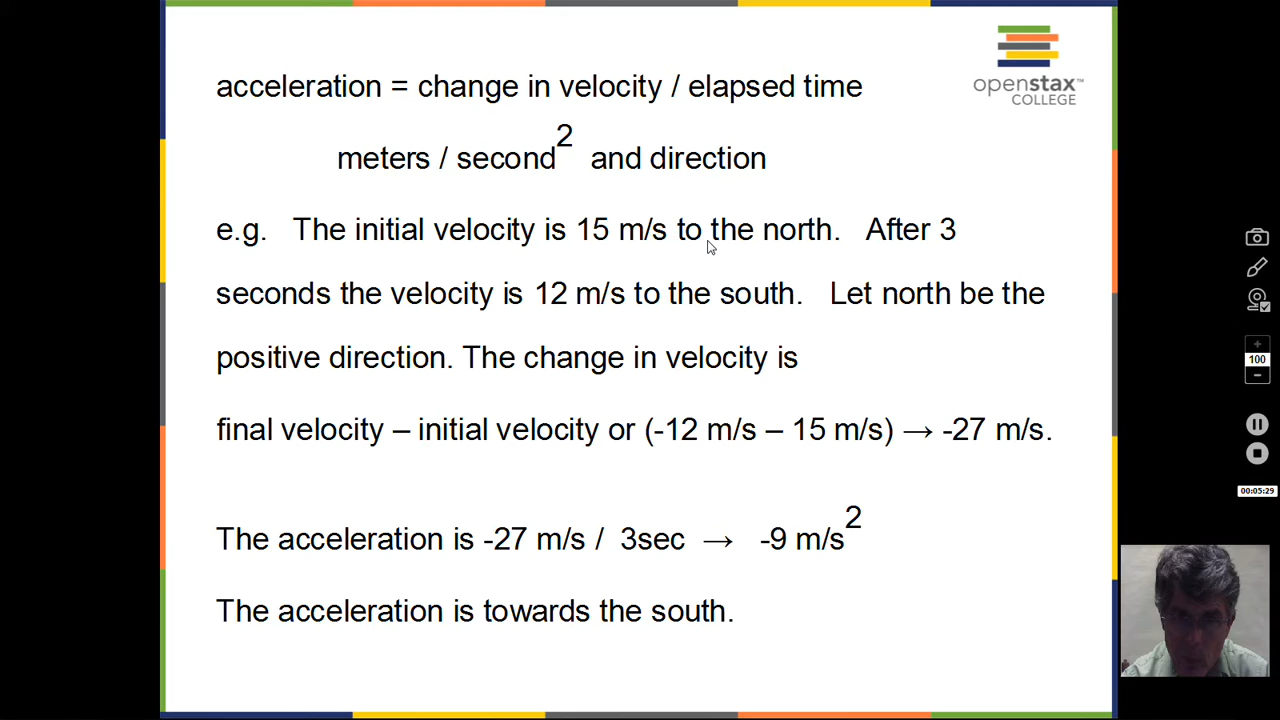 openstax™
COLLEGE
acceleration = change in velocity / elapsed time
meters / second² and direction
e.g. The initial velocity is 15 m/s to the north. After 3
seconds the velocity is 12 m/s to the south. Let north be the
positive direction. The change in velocity is
final velocity – initial velocity or (-12 m/s – 15 m/s) → -27 m/s.
The acceleration is -27 m/s / 3sec → -9 m/s²
The acceleration is towards the south.
+
100
−
00:05:29